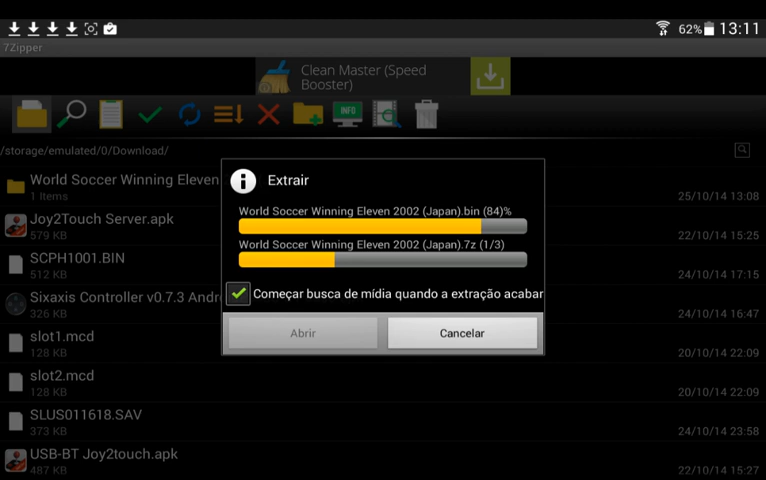 62% 13:11
7Zipper
Clean Master (Speed
Booster)
INFO
/storage/emulated/0/Download/
World Soccer Winning Eleven
1 Items
25/10/14 13:08
Extrair
World Soccer Winning Eleven 2002 (Japan).bin (84)%
World Soccer Winning Eleven 2002 (Japan).7z (1/3)
Começar busca de mídia quando a extração acabar
Abrir
Cancelar
Joy2Touch Server.apk
579 KB
22/10/14 15:25
SCPH1001.BIN
512 KB
24/10/14 17:15
Sixaxis Controller v0.7.3 Andr
326 KB
24/10/14 16:47
slot1.mcd
128 KB
20/10/14 22:09
slot2.mcd
128 KB
20/10/14 22:09
SLUS011618.SAV
373 KB
24/10/14 23:58
USB-BT Joy2touch.apk
487 KB
22/10/14 15:27